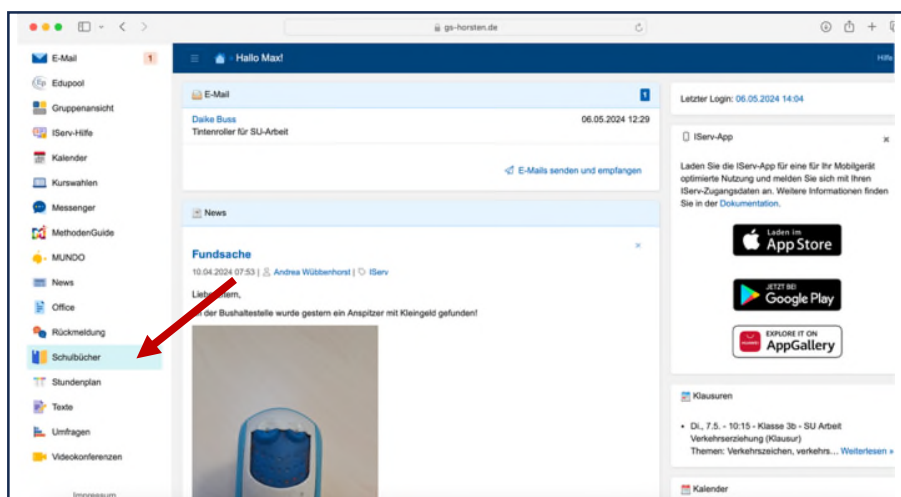 gs-horsten.de
E-Mail 1
Edupool
Gruppenansicht
IServ-Hilfe
Kalender
Kurswahlen
Messenger
MethodenGuide
MUNDO
News
Office
Rückmeldung
Schulbücher
Stundenplan
Texte
Umfragen
Videokonferenzen
Impressum
Hallo Max!
Hilfe
E-Mail 1
Daike Buss 06.05.2024 12:29
Tintenroller für SU-Arbeit
E-Mails senden und empfangen
News
Fundsache
10.04.2024 07:53 | Andrea Wübbenhorst | IServ
der Bushaltestelle wurde gestern ein Anspitzer mit Kleingeld gefunden!
Letzter Login: 06.05.2024 14:04
IServ-App
Laden Sie die IServ-App für eine für Ihr Mobilgerät
optimierte Nutzung und melden Sie sich mit Ihren
IServ-Zugangsdaten an. Weitere Informationen finden
Sie in der Dokumentation.
Laden im
App Store
JETZT BEI
Google Play
EXPLORE IT ON
AppGallery
Klausuren
• Di., 7.5. - 10:15 - Klasse 3b - SU Arbeit
Verkehrserziehung (Klausur)
Themen: Verkehrszeichen, verkehrs... Weiterlesen »
Kalender